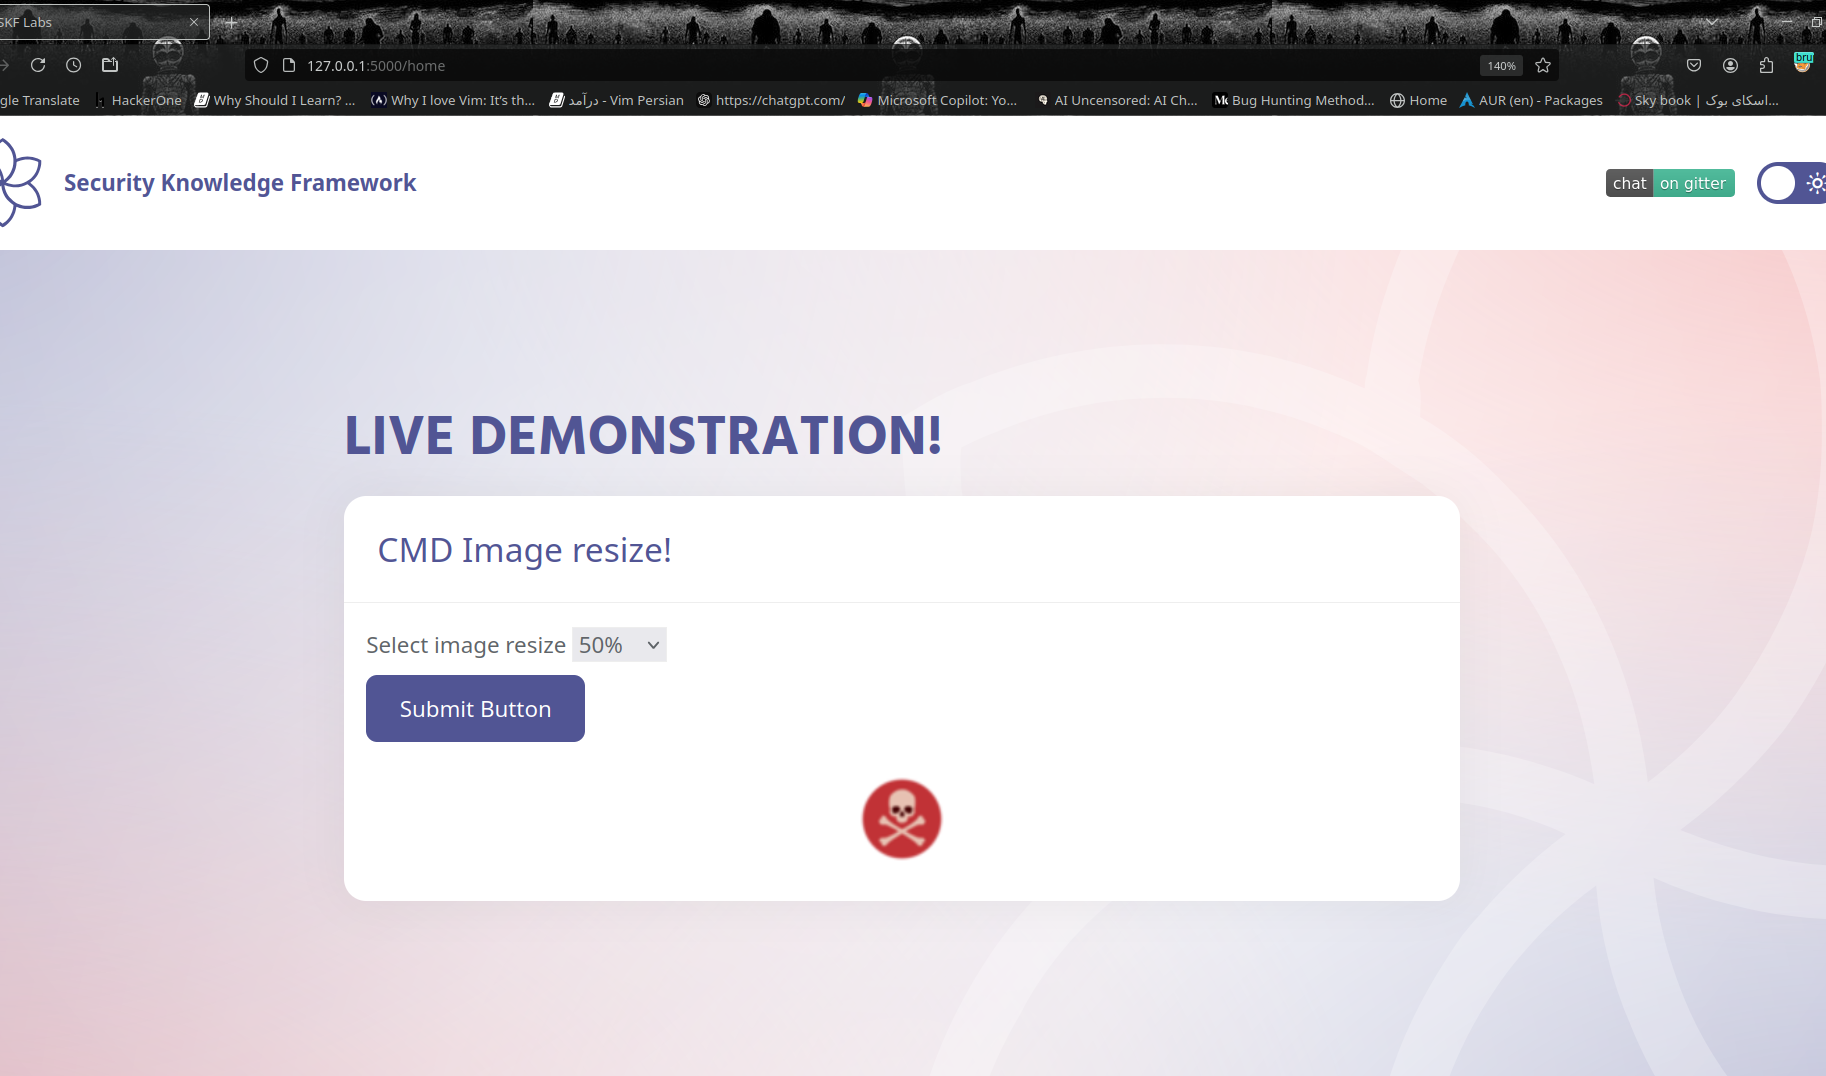 SKF Labs
127.0.0.1:5000/home
140%
bru
gle Translate
HackerOne
Why Should I Learn? ...
Why I love Vim: It's th...
درآمد - Vim Persian
https://chatgpt.com/
Microsoft Copilot: Yo...
AI Uncensored: AI Ch...
Bug Hunting Method...
Home
AUR (en) - Packages
Sky book | اسکای بوک...
Security Knowledge Framework
chat on gitter
LIVE DEMONSTRATION!
CMD Image resize!
Select image resize 50%
Submit Button